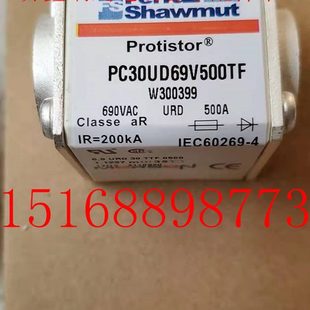 Shawmut
Protistor®
PC30UD69V500TF
W300399
690VAC URD 500A
Classe aR
IR=200kA IEC60269-4
15168898773